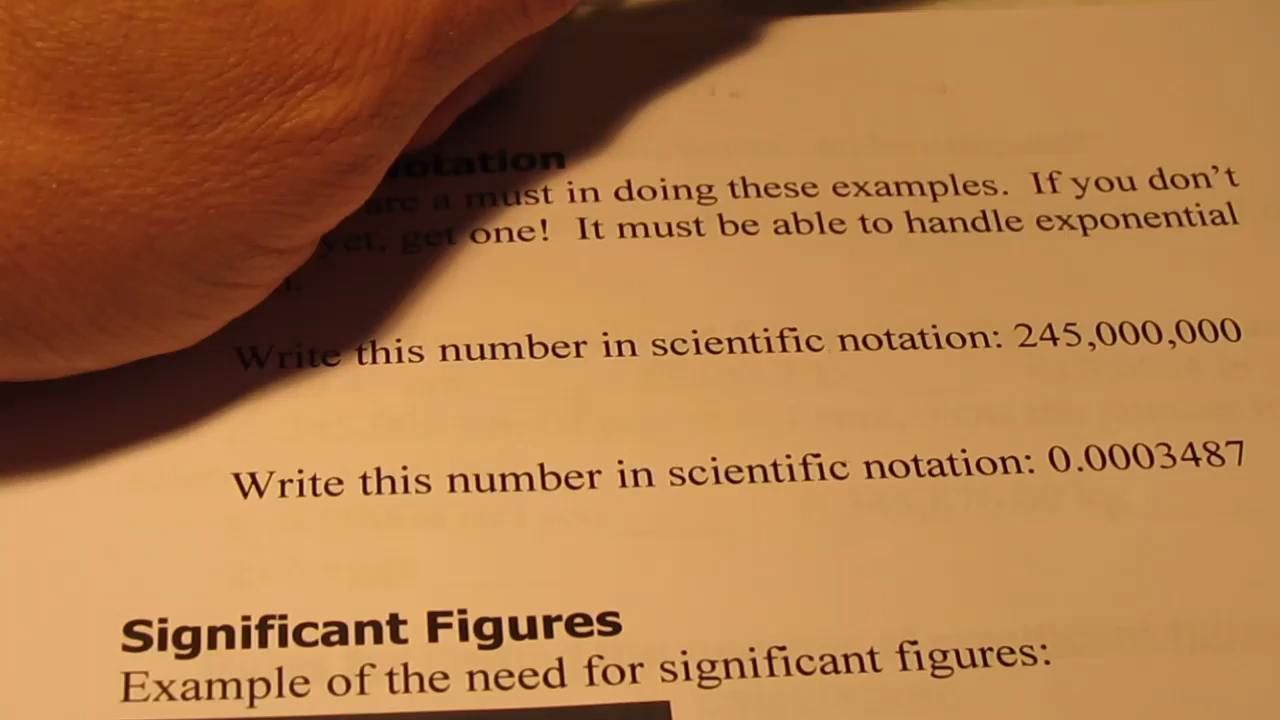 otation
are a must in doing these examples. If you don't
yet, get one! It must be able to handle exponential
Write this number in scientific notation: 245,000,000
Write this number in scientific notation: 0.0003487
Significant Figures
Example of the need for significant figures: